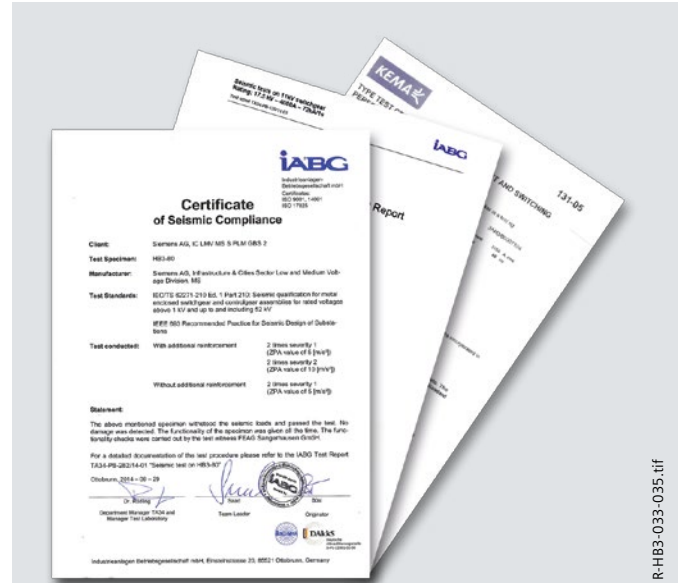 iABG
Industrieanlagen-
Betriebsgesellschaft mbH
Certificates:
ISO 9001, 14001
ISO 17025
Certificate
of Seismic Compliance
Client: Siemens AG, IC LMV MS S PLM GBS 2
Test Specimen: HB3-80
Manufacturer: Siemens AG, Infrastructure & Cities Sector Low and Medium Volt-
age Division, MS
Test Standards: IEC/TS 62271-210 Ed. 1 Part 210: Seismic qualification for metal
enclosed switchgear and controlgear assemblies for rated voltages
above 1 kV and up to and including 52 kV
IEEE 693 Recommended Practice for Seismic Design of Substa-
tions
Test conducted: With additional reinforcement 2 times severity 1
(ZPA value of 5 [m/s²])
2 times severity 2
(ZPA value of 10 [m/s²])
Without additional reinforcement 2 times severity 1
(ZPA value of 5 [m/s²])
Statement:
The above mentioned specimen withstood the seismic loads and passed the test. No
damage was detected. The functionality of the specimen was given all the time. The func-
tionality checks were carried out by the test witness FEAG Sangerhausen GmbH.
For a detailed documentation of the test procedure please refer to the IABG Test Report
TA34-PB-282/14-01 "Seismic test on HB3-80"
Ottobrunn, 2014
Department Manager TA34 and
Manager Test Laboratory
Team Leader
Originator
DAkkS
Industrieanlagen Betriebsgesellschaft mbH, Einsteinstrasse 20, 85521 Ottobrunn, Germany
Seismic tests on 17kV switchgear
iABG
Report
KEMA
TYPE TEST
AND SWITCHING
131-05
R-HB3-033-035.tif